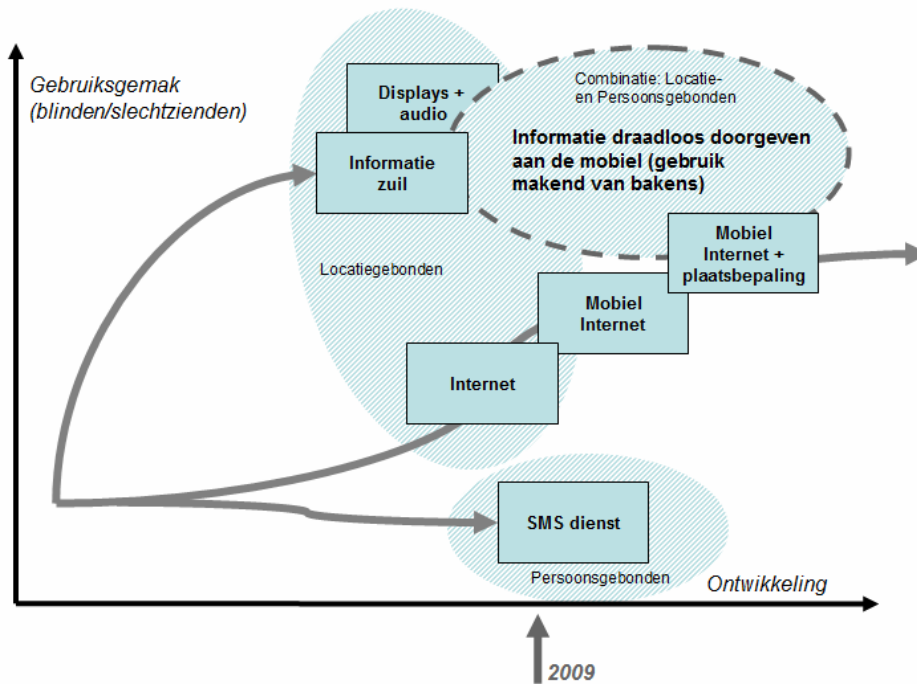 Gebruiksgemak
(blinden/slechtzienden)
Displays +
audio
Informatie
zuil
Combinatie: Locatie-
en Persoonsgebonden
Informatie draadloos doorgeven
aan de mobiel (gebruik
makend van bakens)
Mobiel
Internet +
plaatsbepaling
Locatiegebonden
Mobiel
Internet
Internet
SMS dienst
Persoonsgebonden
Ontwikkeling
2009